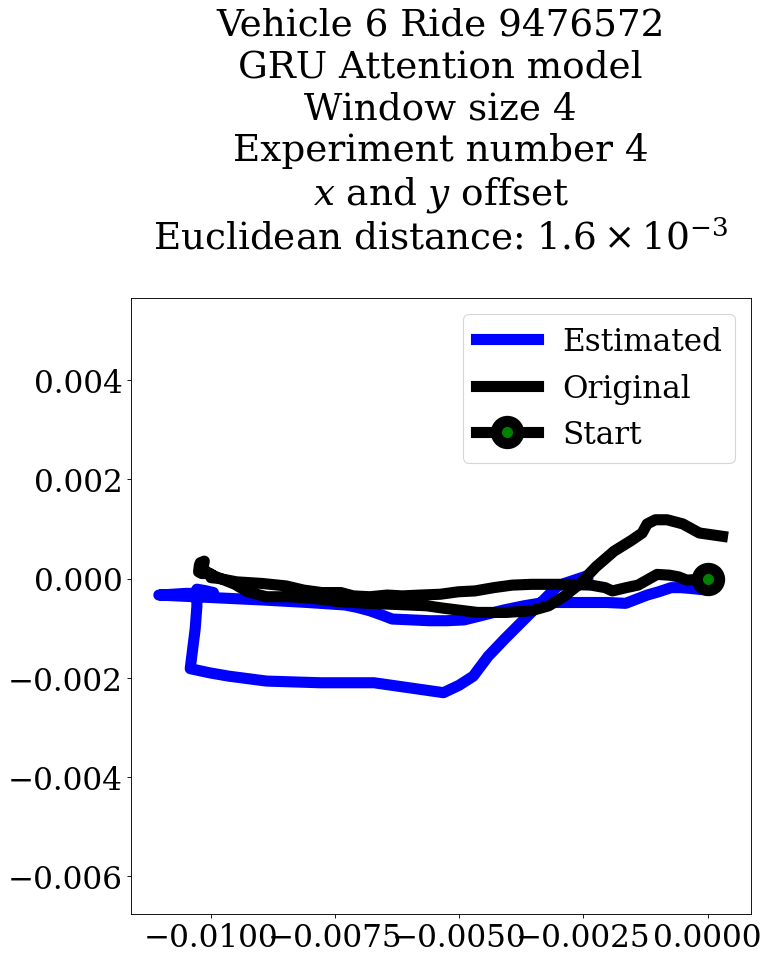 Vehicle 6 Ride 9476572
GRU Attention model
Window size 4
Experiment number 4
x and y offset
Euclidean distance: 1.6 × 10⁻³
Estimated
Original
Start
0.004
0.002
0.000
−0.002
−0.004
−0.006
−0.0100 −0.0075 −0.0050 −0.0025 0.0000